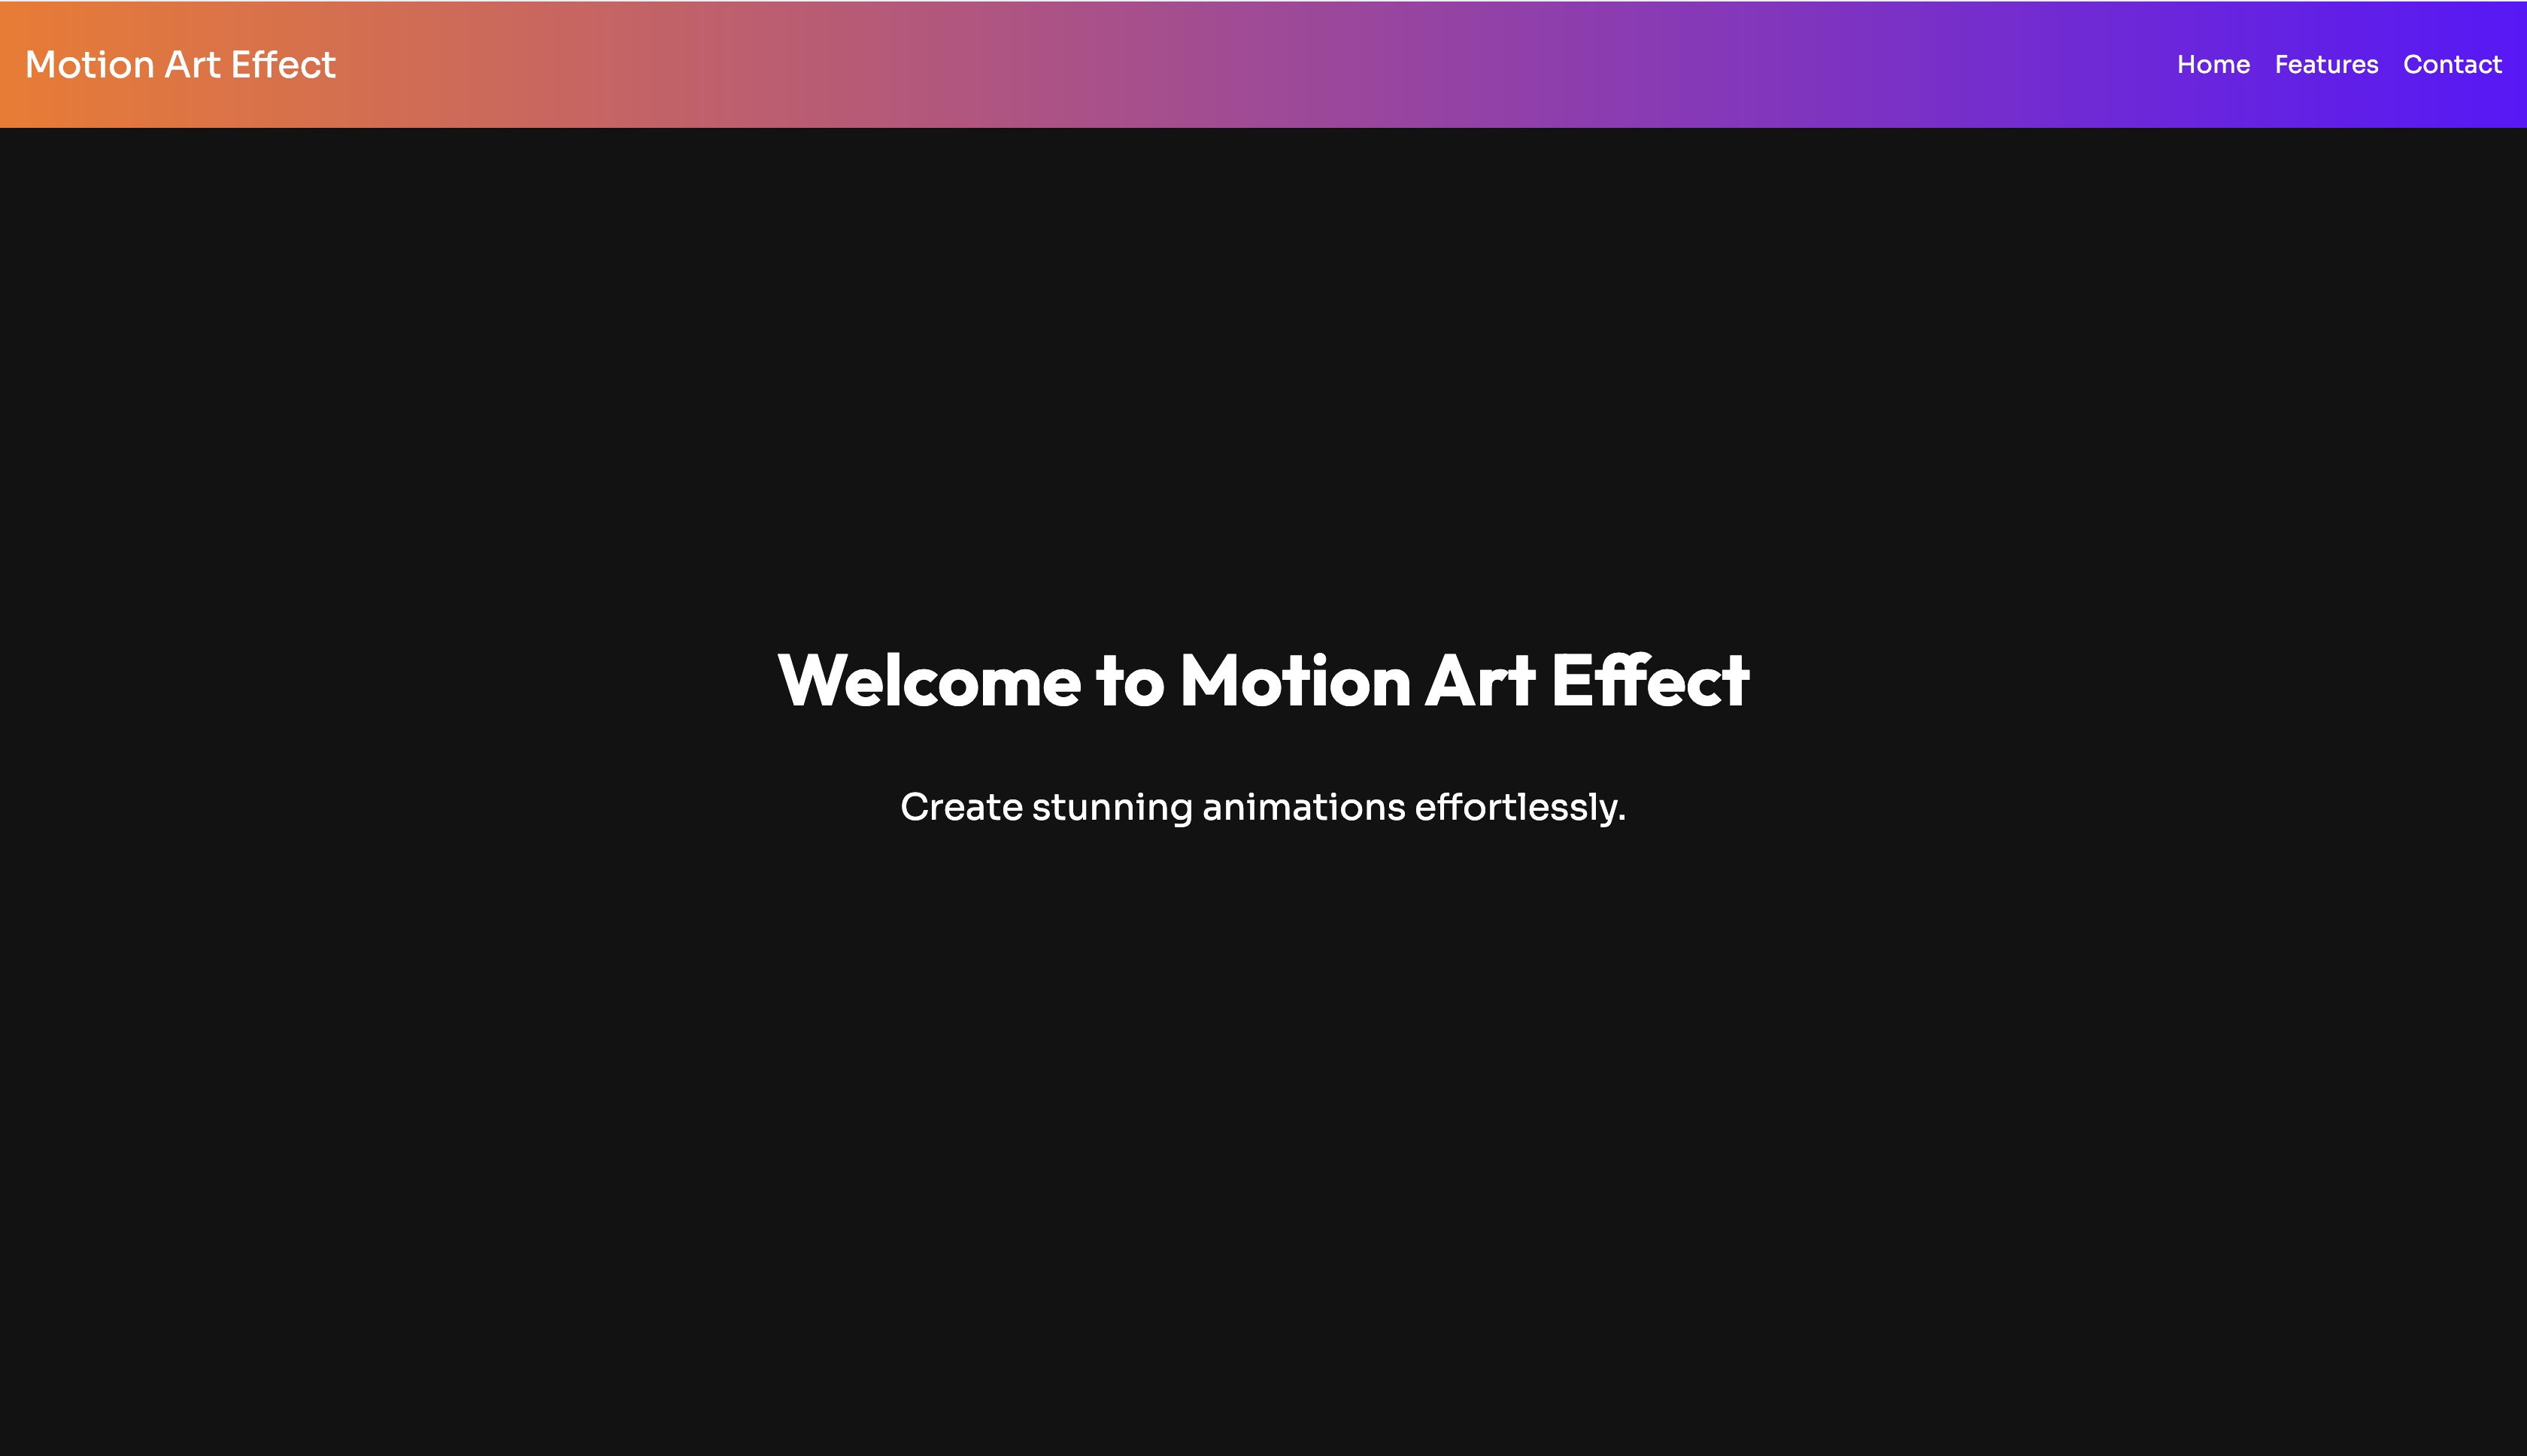 Motion Art Effect
Home Features Contact
Welcome to Motion Art Effect
Create stunning animations effortlessly.